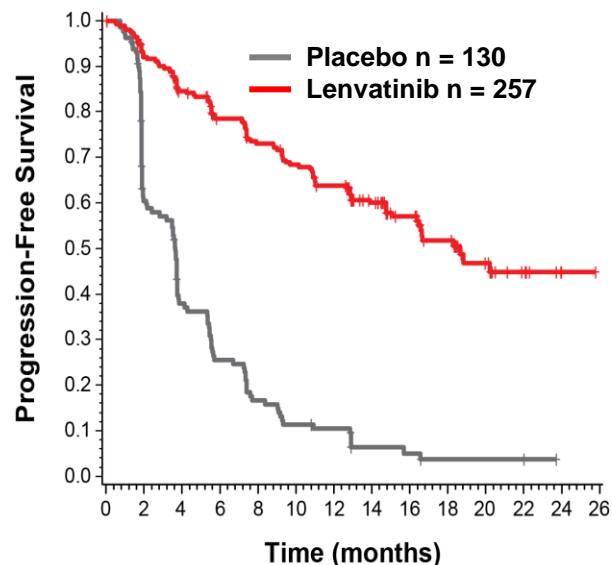 Progression-Free Survival
1.0
0.9
0.8
0.7
0.6
0.5
0.4
0.3
0.2
0.1
0.0
Placebo n = 130
Lenvatinib n = 257
0 2 4 6 8 10 12 14 16 18 20 22 24 26
Time (months)